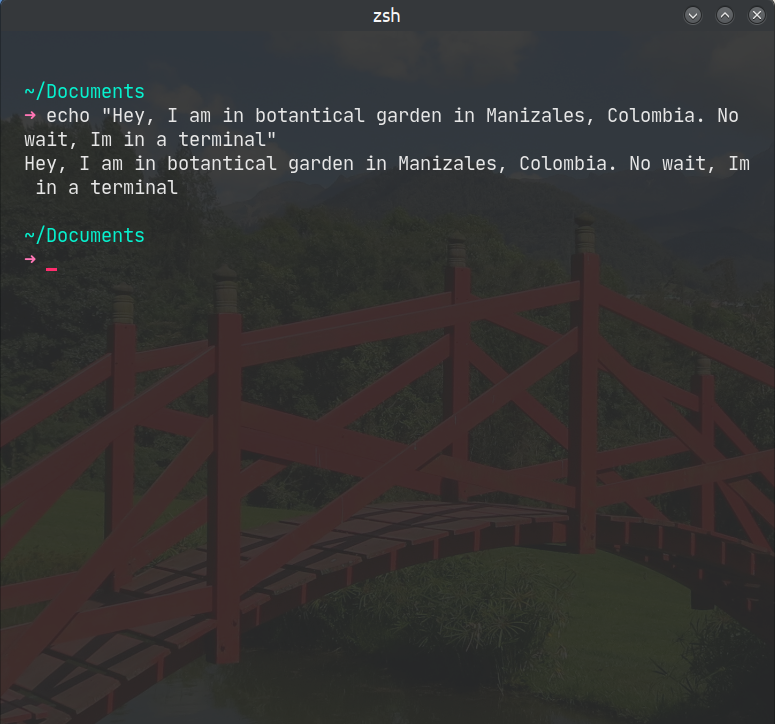 zsh
~/Documents
→ echo "Hey, I am in botantical garden in Manizales, Colombia. No
wait, Im in a terminal"
Hey, I am in botantical garden in Manizales, Colombia. No wait, Im
in a terminal
~/Documents
→